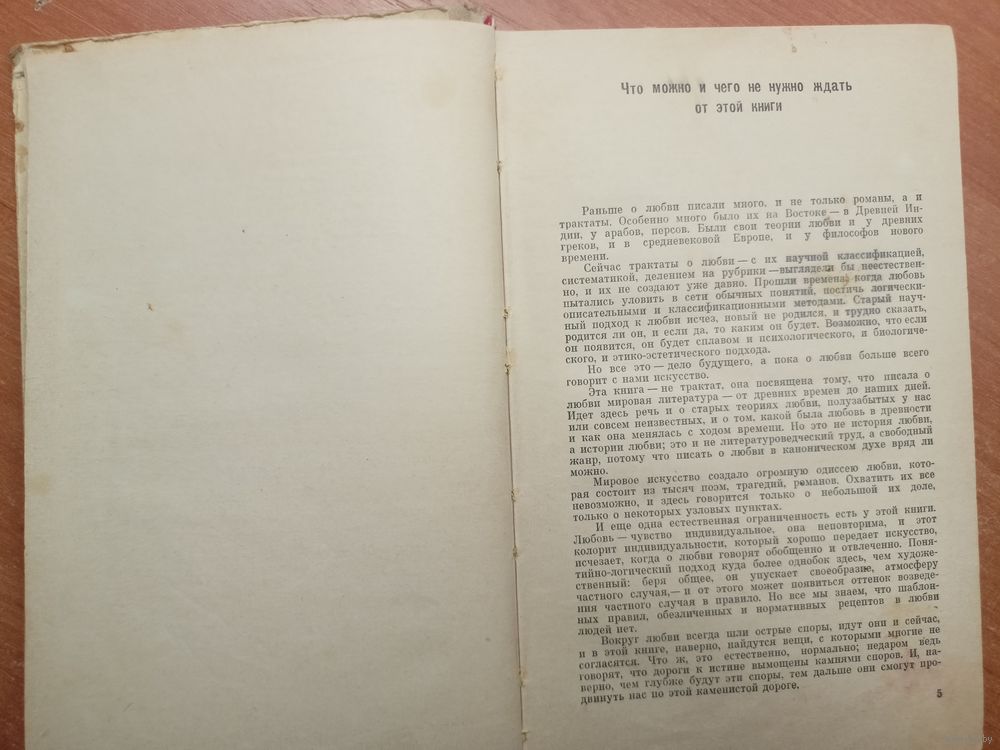 Что можно и чего не нужно ждать
от этой книги
Раньше о любви писали много, и не только романы, а и
трактаты. Особенно много было их на Востоке — в Древней Ин-
дии, у арабов, персов. Были свои теории любви и у древних
греков, и в средневековой Европе, и у философов нового
времени.
Сейчас трактаты о любви — с их научной классификацией,
систематикой, делением на рубрики — выглядели бы неестествен-
но, и их не создают уже давно. Прошли времена, когда любовь
пытались уловить в сети обычных понятий, постичь логически-
описательными и классификационными методами. Старый науч-
ный подход к любви исчез, новый не родился, и трудно сказать,
родится ли он, и если да, то каким он будет. Возможно, что если
он появится, он будет сплавом и психологического, и биологиче-
ского, и этико-эстетического подхода.
Но все это — дело будущего, а пока о любви больше всего
говорит с нами искусство.
Эта книга — не трактат, она посвящена тому, что писала о
любви мировая литература — от древних времен до наших дней.
Идет здесь речь и о старых теориях любви, полузабытых у нас
или совсем неизвестных, и о том, какой была любовь в древности
и как она менялась с ходом времени. Но это не история любви,
а истории любви; это и не литературоведческий труд, а свободный
жанр, потому что писать о любви в каноническом духе вряд ли
можно.
Мировое искусство создало огромную одиссею любви, кото-
рая состоит из тысяч поэм, трагедий, романов. Охватить их все
невозможно, и здесь говорится только о небольшой их доле,
только о некоторых узловых пунктах.
И еще одна естественная ограниченность есть у этой книги.
Любовь — чувство индивидуальное, она неповторима, и этот
колорит индивидуальности, который хорошо передает искусство,
исчезает, когда о любви говорят обобщенно и отвлеченно. Поня-
тийно-логический подход куда более однобок здесь, чем художе-
ственный: беря общее, он упускает своеобразие, атмосферу
частного случая,— и от этого может появиться оттенок возведе-
ния частного случая в правило. Но все мы знаем, что шаблон-
ных правил, обезличенных и нормативных рецептов в любви
людей нет.
Вокруг любви всегда шли острые споры, идут они и сейчас,
и в этой книге, наверно, найдутся вещи, с которыми многие не
согласятся. Что ж, это естественно, нормально; недаром ведь
говорят, что дороги к истине вымощены камнями споров. И, на-
верно, чем глубже будут эти споры, тем дальше они смогут про-
двинуть нас по этой каменистой дороге.
5